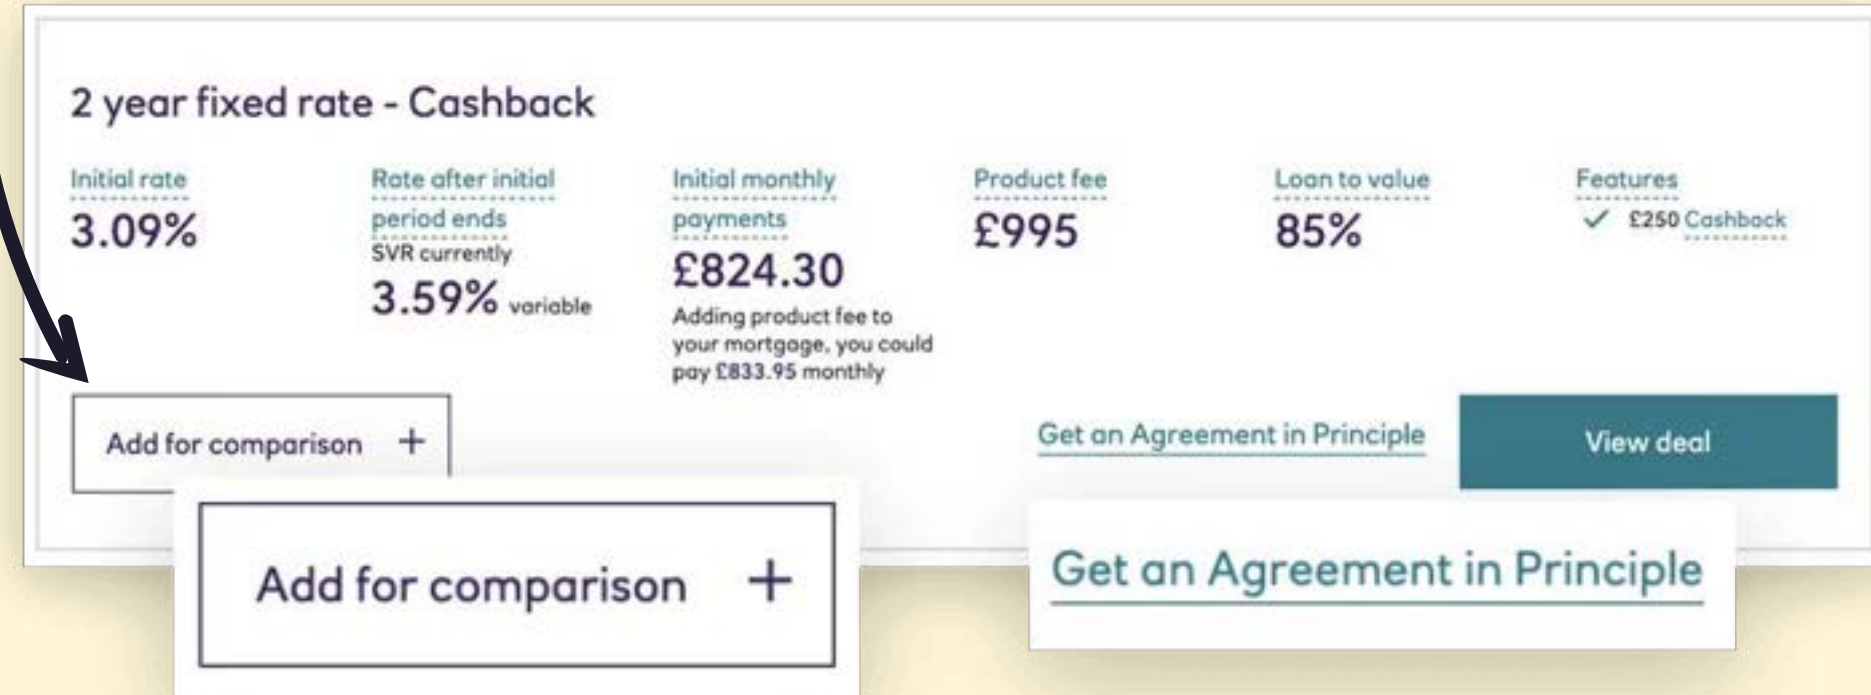 2 year fixed rate - Cashback
Initial rate
3.09%
Rate after initial
period ends
SVR currently
3.59% variable
Initial monthly
payments
£824.30
Adding product fee to
your mortgage, you could
pay £833.95 monthly
Product fee
£995
Loan to value
85%
Features
✓ £250 Cashback
Add for comparison +
Get an Agreement in Principle
View deal
Add for comparison +
Get an Agreement in Principle